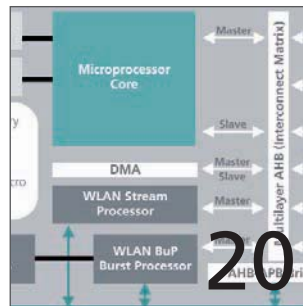 Microprocessor
Core
Master
Slave
DMA
Master
Slave
WLAN Stream
Processor
Master
WLAN BuP
Burst Processor
Master
Multilayer AHB (Interconnect Matrix)
20
AHB-APB